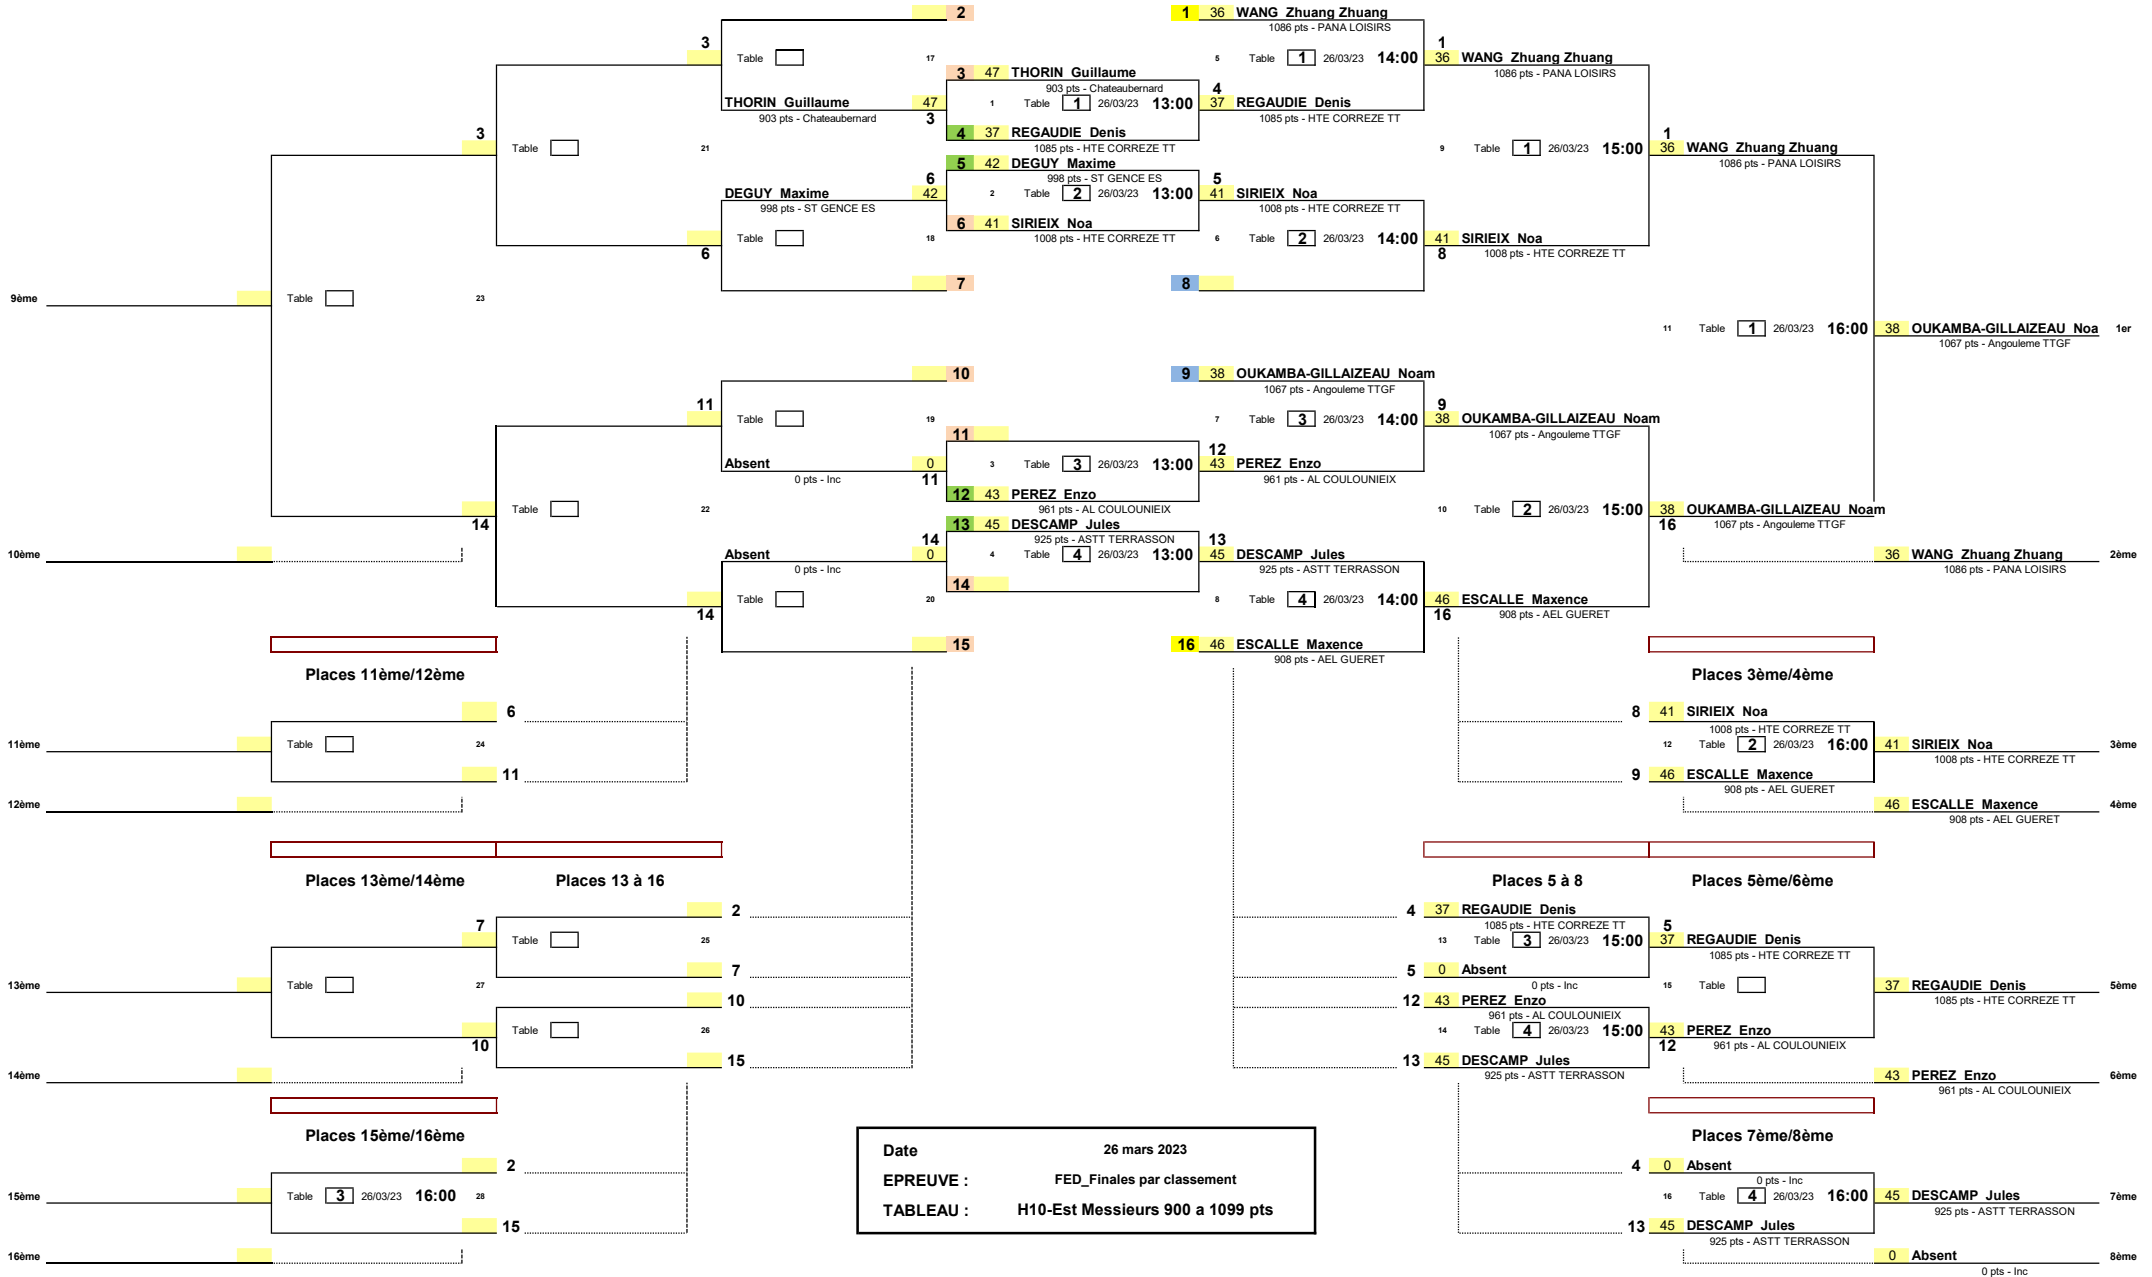 2 1 36 WANG Zhuang Zhuang
1086 pts - PANA LOISIRS
3 1
Table 17 5 Table 1 26/03/23 14:00 36 WANG Zhuang Zhuang
3 47 THORIN Guillaume 1086 pts - PANA LOISIRS
903 pts - Chateaubernard 4
THORIN Guillaume 47 1 Table 1 26/03/23 13:00 37 REGAUDIE Denis
903 pts - Chateaubernard 3 1085 pts - HTE CORREZE TT
3 4 37 REGAUDIE Denis 1
Table 21 1085 pts - HTE CORREZE TT 9 Table 1 26/03/23 15:00 36 WANG Zhuang Zhuang
5 42 DEGUY Maxime 1086 pts - PANA LOISIRS
6 998 pts - ST GENCE ES 5
DEGUY Maxime 42 2 Table 2 26/03/23 13:00 41 SIRIEIX Noa
998 pts - ST GENCE ES 1008 pts - HTE CORREZE TT
6 41 SIRIEIX Noa
Table 18 1008 pts - HTE CORREZE TT 6 Table 2 26/03/23 14:00 41 SIRIEIX Noa
6 8 1008 pts - HTE CORREZE TT
7 8
9ème Table 23
11 Table 1 26/03/23 16:00 38 OUKAMBA-GILLAIZEAU Noa 1er
1067 pts - Angouleme TTGF
10 9 38 OUKAMBA-GILLAIZEAU Noam
1067 pts - Angouleme TTGF
11 9
Table 19 7 Table 3 26/03/23 14:00 38 OUKAMBA-GILLAIZEAU Noam
11 1067 pts - Angouleme TTGF
12
Absent 0 3 Table 3 26/03/23 13:00 43 PEREZ Enzo
0 pts - Inc 11 961 pts - AL COULOUNIEIX
12 43 PEREZ Enzo
Table 22 961 pts - AL COULOUNIEIX 10 Table 2 26/03/23 15:00 38 OUKAMBA-GILLAIZEAU Noam
14 13 45 DESCAMP Jules 16 1067 pts - Angouleme TTGF
14 925 pts - ASTT TERRASSON 13
10ème Absent 0 4 Table 4 26/03/23 13:00 45 DESCAMP Jules 36 WANG Zhuang Zhuang 2ème
0 pts - Inc 925 pts - ASTT TERRASSON 1086 pts - PANA LOISIRS
14
Table 20 8 Table 4 26/03/23 14:00 46 ESCALLE Maxence
14 16 908 pts - AEL GUERET
15 16 46 ESCALLE Maxence
908 pts - AEL GUERET
Places 11ème/12ème Places 3ème/4ème
6 8 41 SIRIEIX Noa
1008 pts - HTE CORREZE TT
11ème Table 24 12 Table 2 26/03/23 16:00 41 SIRIEIX Noa 3ème
1008 pts - HTE CORREZE TT
11 9 46 ESCALLE Maxence
908 pts - AEL GUERET
12ème 46 ESCALLE Maxence 4ème
908 pts - AEL GUERET
Places 13ème/14ème Places 13 à 16 Places 5 à 8 Places 5ème/6ème
2 4 37 REGAUDIE Denis
7 1085 pts - HTE CORREZE TT 5
Table 25 13 Table 3 26/03/23 15:00 37 REGAUDIE Denis
1085 pts - HTE CORREZE TT
7 5 0 Absent
13ème Table 27 0 pts - Inc 15 Table 37 REGAUDIE Denis 5ème
10 12 43 PEREZ Enzo 1085 pts - HTE CORREZE TT
961 pts - AL COULOUNIEIX
Table 26 14 Table 4 26/03/23 15:00 43 PEREZ Enzo
10 12 961 pts - AL COULOUNIEIX
15 13 45 DESCAMP Jules
14ème 925 pts - ASTT TERRASSON 43 PEREZ Enzo 6ème
961 pts - AL COULOUNIEIX
Places 15ème/16ème Places 7ème/8ème
Date 26 mars 2023
2 4 0 Absent
EPREUVE : FED_Finales par classement 0 pts - Inc
15ème Table 3 26/03/23 16:00 28 16 Table 4 26/03/23 16:00 45 DESCAMP Jules 7ème
TABLEAU : H10-Est Messieurs 900 a 1099 pts 925 pts - ASTT TERRASSON
15 13 45 DESCAMP Jules
925 pts - ASTT TERRASSON
16ème 0 Absent 8ème
0 pts - Inc